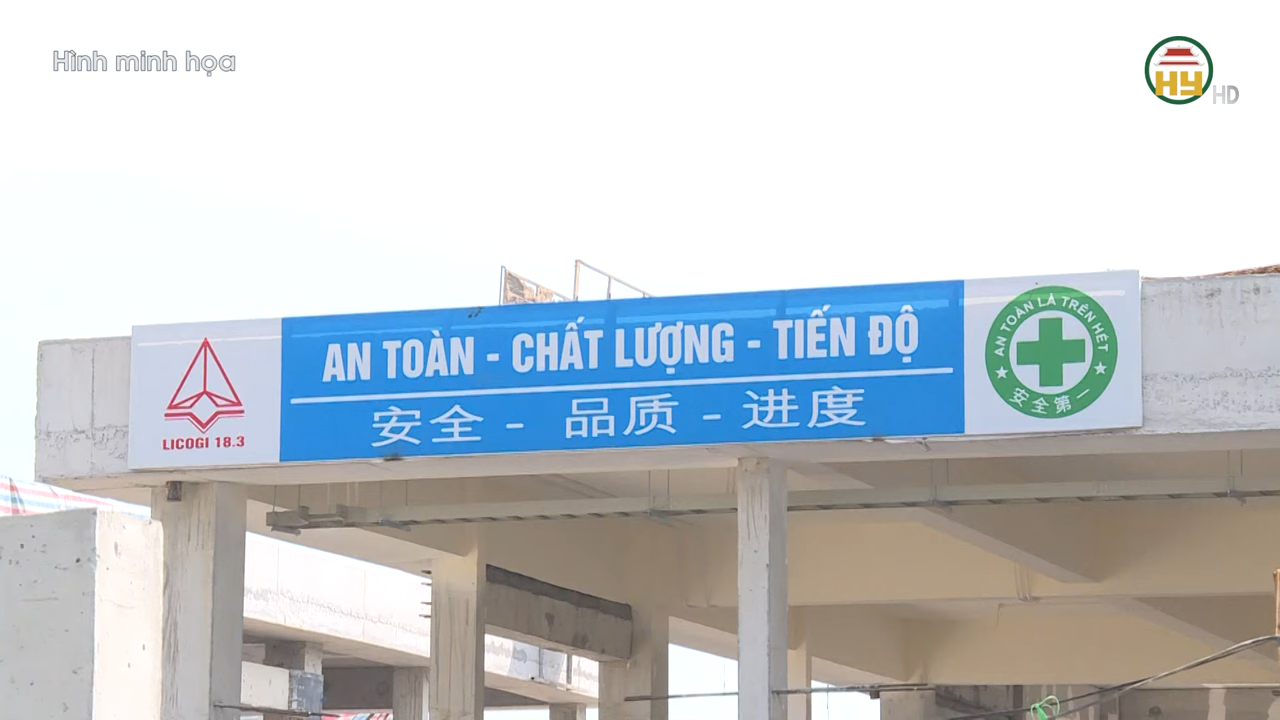 Hình minh họa
HY HD
AN TOÀN - CHẤT LƯỢNG - TIẾN ĐỘ
安全 - 品质 - 进度
LICOGI 18.3
AN TOÀN LÀ TRÊN HẾT
安全第一